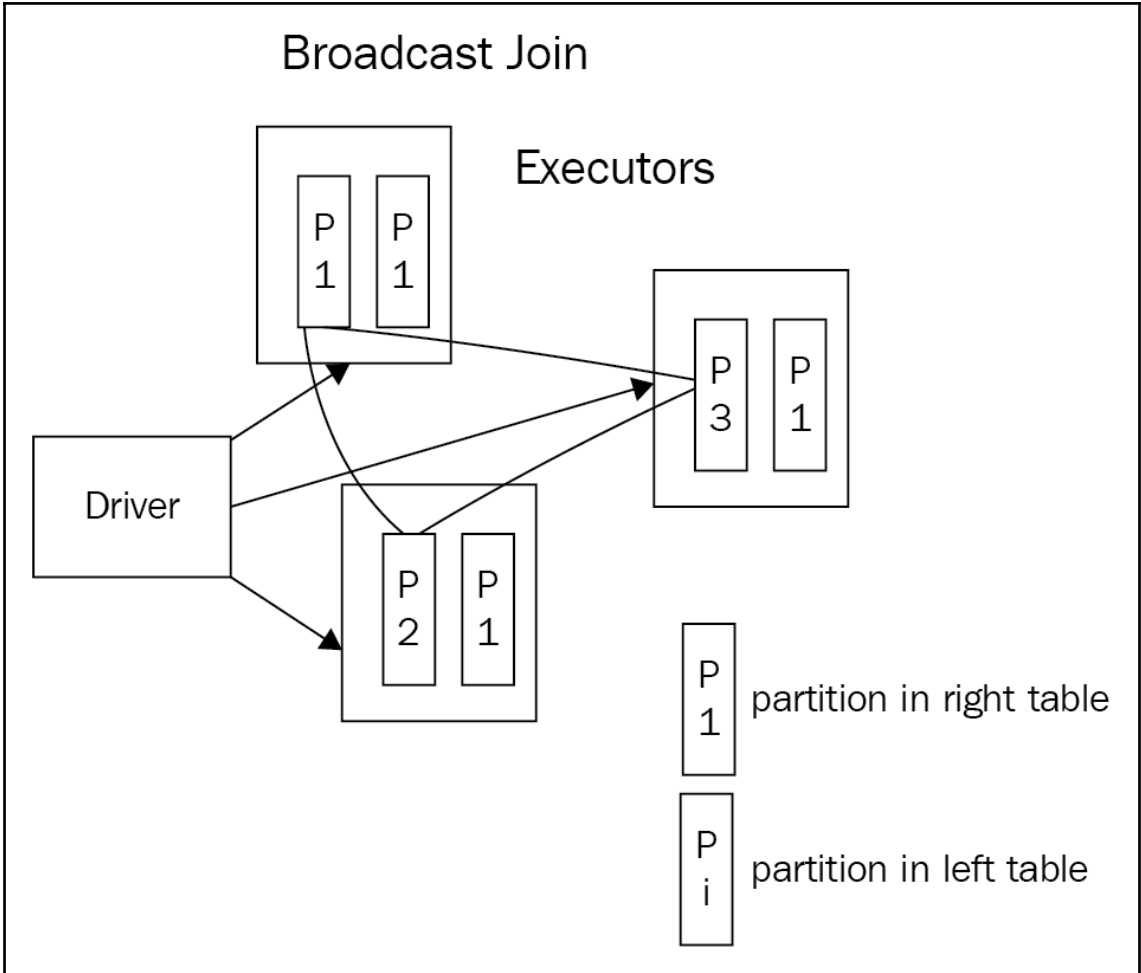 Broadcast Join
Executors
P
1
P
1
P
3
P
1
Driver
P
2
P
1
P
1
partition in right table
P
i
partition in left table